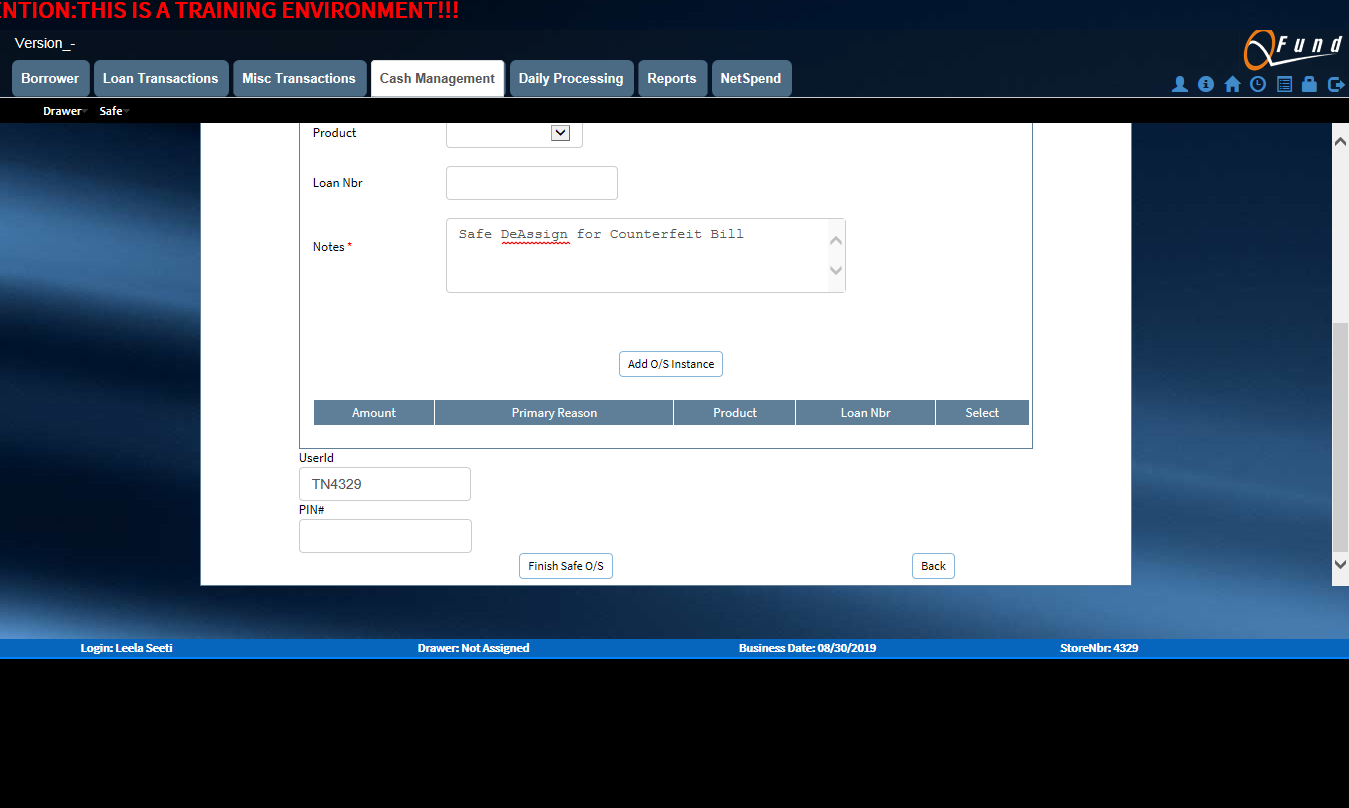 ENTION:THIS IS A TRAINING ENVIRONMENT!!!
Version_-
Fund
Borrower Loan Transactions Misc Transactions Cash Management Daily Processing Reports NetSpend
Drawer Safe
Product
Loan Nbr
Notes * Safe DeAssign for Counterfeit Bill
Add O/S Instance
Amount Primary Reason Product Loan Nbr Select
UserId
TN4329
PIN#
Finish Safe O/S Back
Login: Leela Seeti Drawer: Not Assigned Business Date: 08/30/2019 StoreNbr: 4329